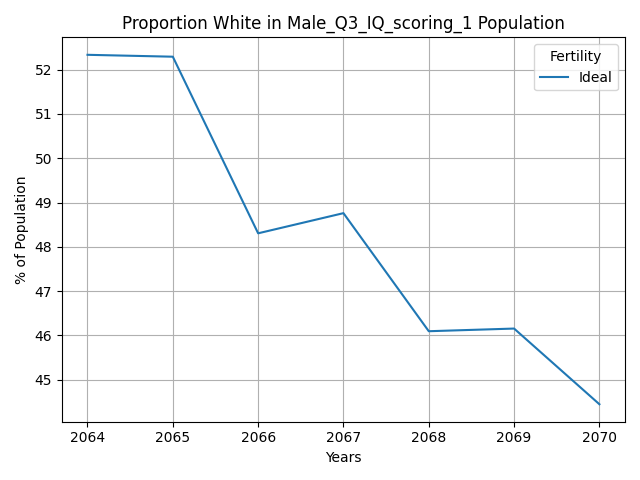 Proportion White in Male_Q3_IQ_scoring_1 Population
Fertility
Ideal
% of Population
52
51
50
49
48
47
46
45
2064 2065 2066 2067 2068 2069 2070
Years